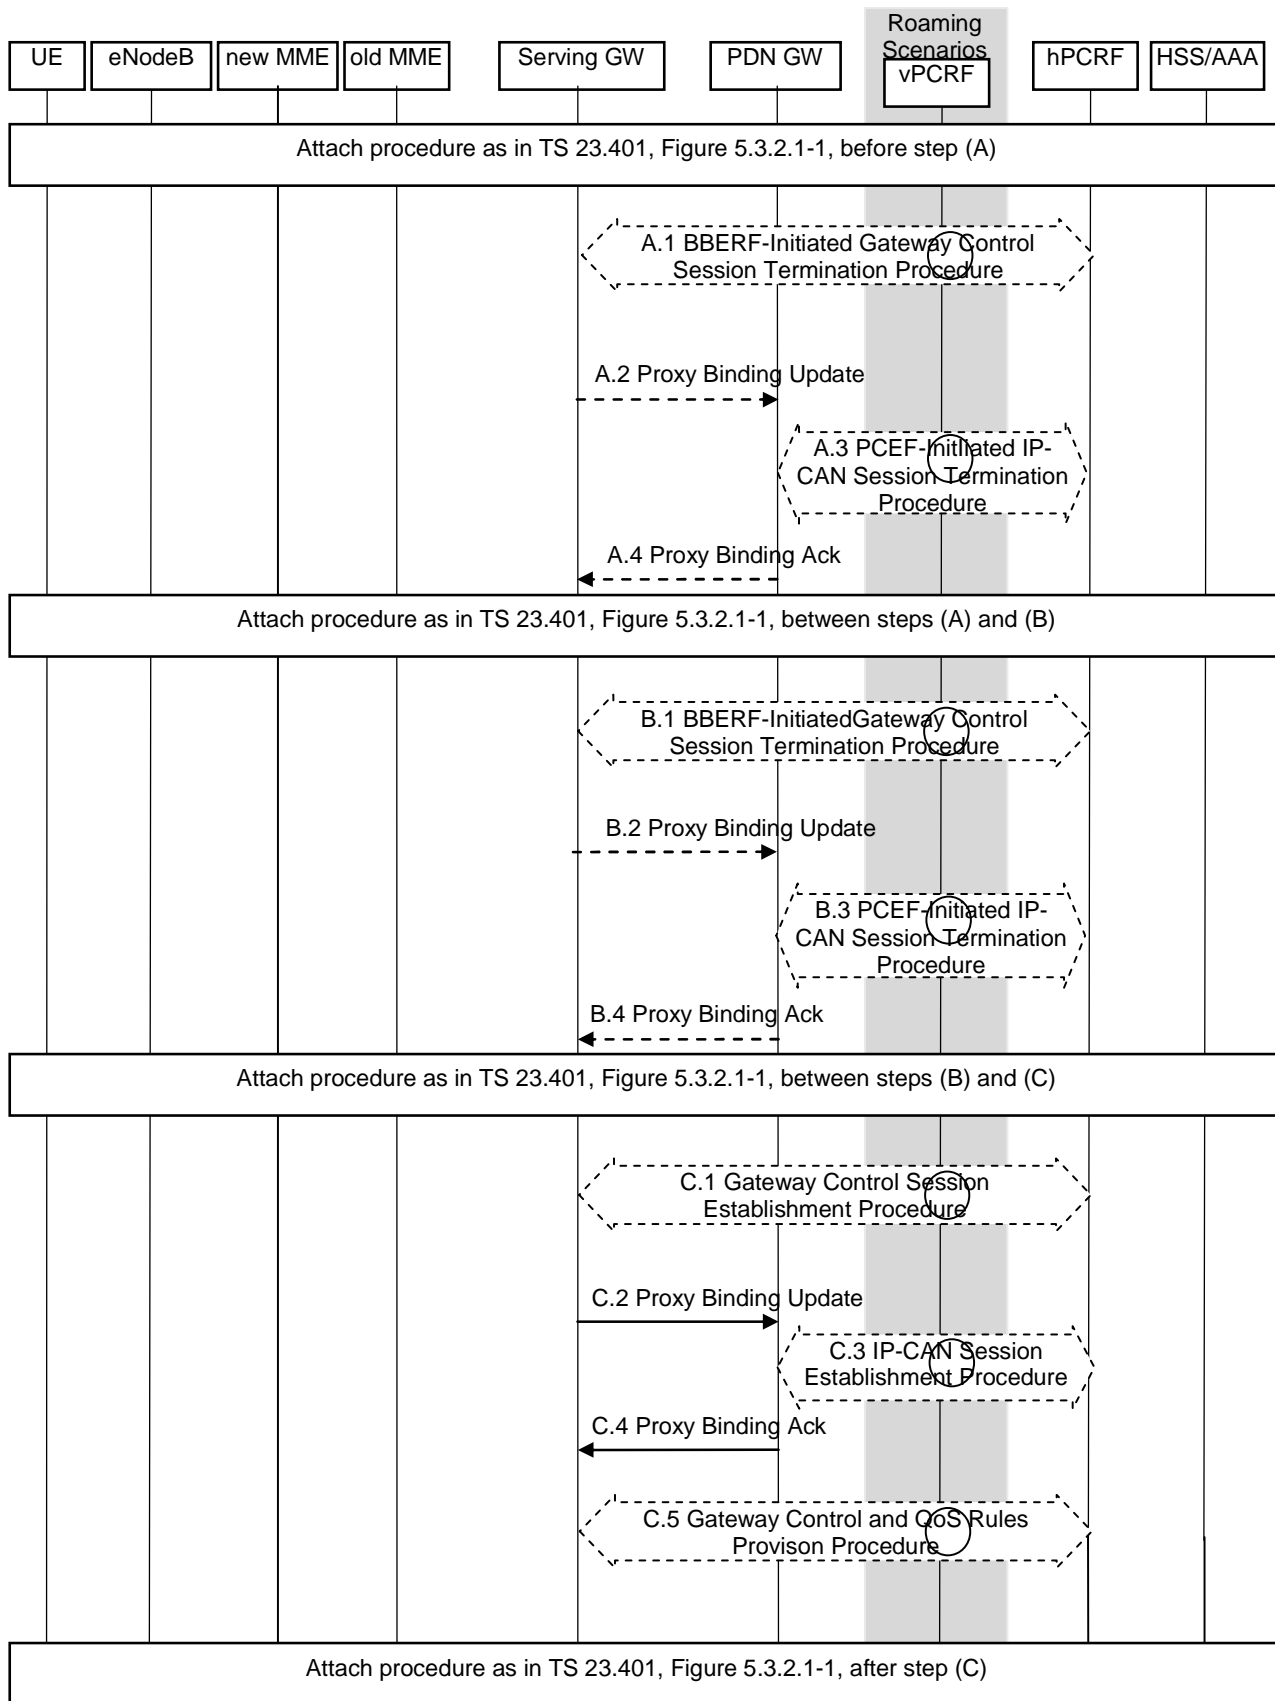 Roaming
Scenarios
UE
eNodeB
new MME
old MME
Serving GW
PDN GW
vPCRF
hPCRF
HSS/AAA
Attach procedure as in TS 23.401, Figure 5.3.2.1-1, before step (A)
A.1 BBERF-Initiated Gateway Control
Session Termination Procedure
A.2 Proxy Binding Update
A.3 PCEF-Initliated IP-
CAN Session Termination
Procedure
A.4 Proxy Binding Ack
Attach procedure as in TS 23.401, Figure 5.3.2.1-1, between steps (A) and (B)
B.1 BBERF-InitiatedGateway Control
Session Termination Procedure
B.2 Proxy Binding Update
B.3 PCEF-Initiated IP-
CAN Session Termination
Procedure
B.4 Proxy Binding Ack
Attach procedure as in TS 23.401, Figure 5.3.2.1-1, between steps (B) and (C)
C.1 Gateway Control Session
Establishment Procedure
C.2 Proxy Binding Update
C.3 IP-CAN Session
Establishment Procedure
C.4 Proxy Binding Ack
C.5 Gateway Control and QoS Rules
Provison Procedure
Attach procedure as in TS 23.401, Figure 5.3.2.1-1, after step (C)